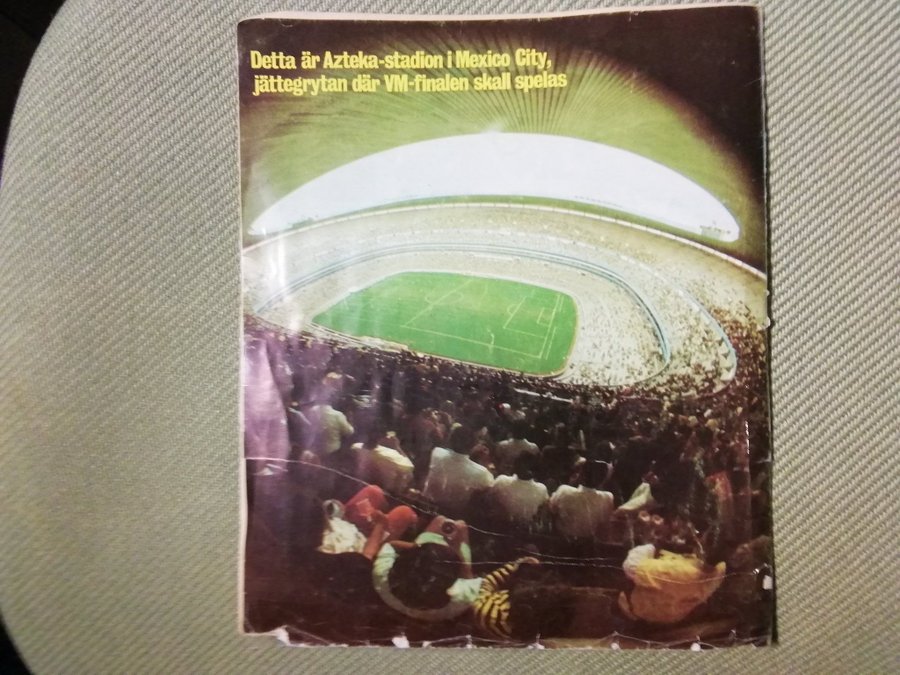 Detta är Azteka-stadion i Mexico City,
jättegrytan där VM-finalen skall spelas